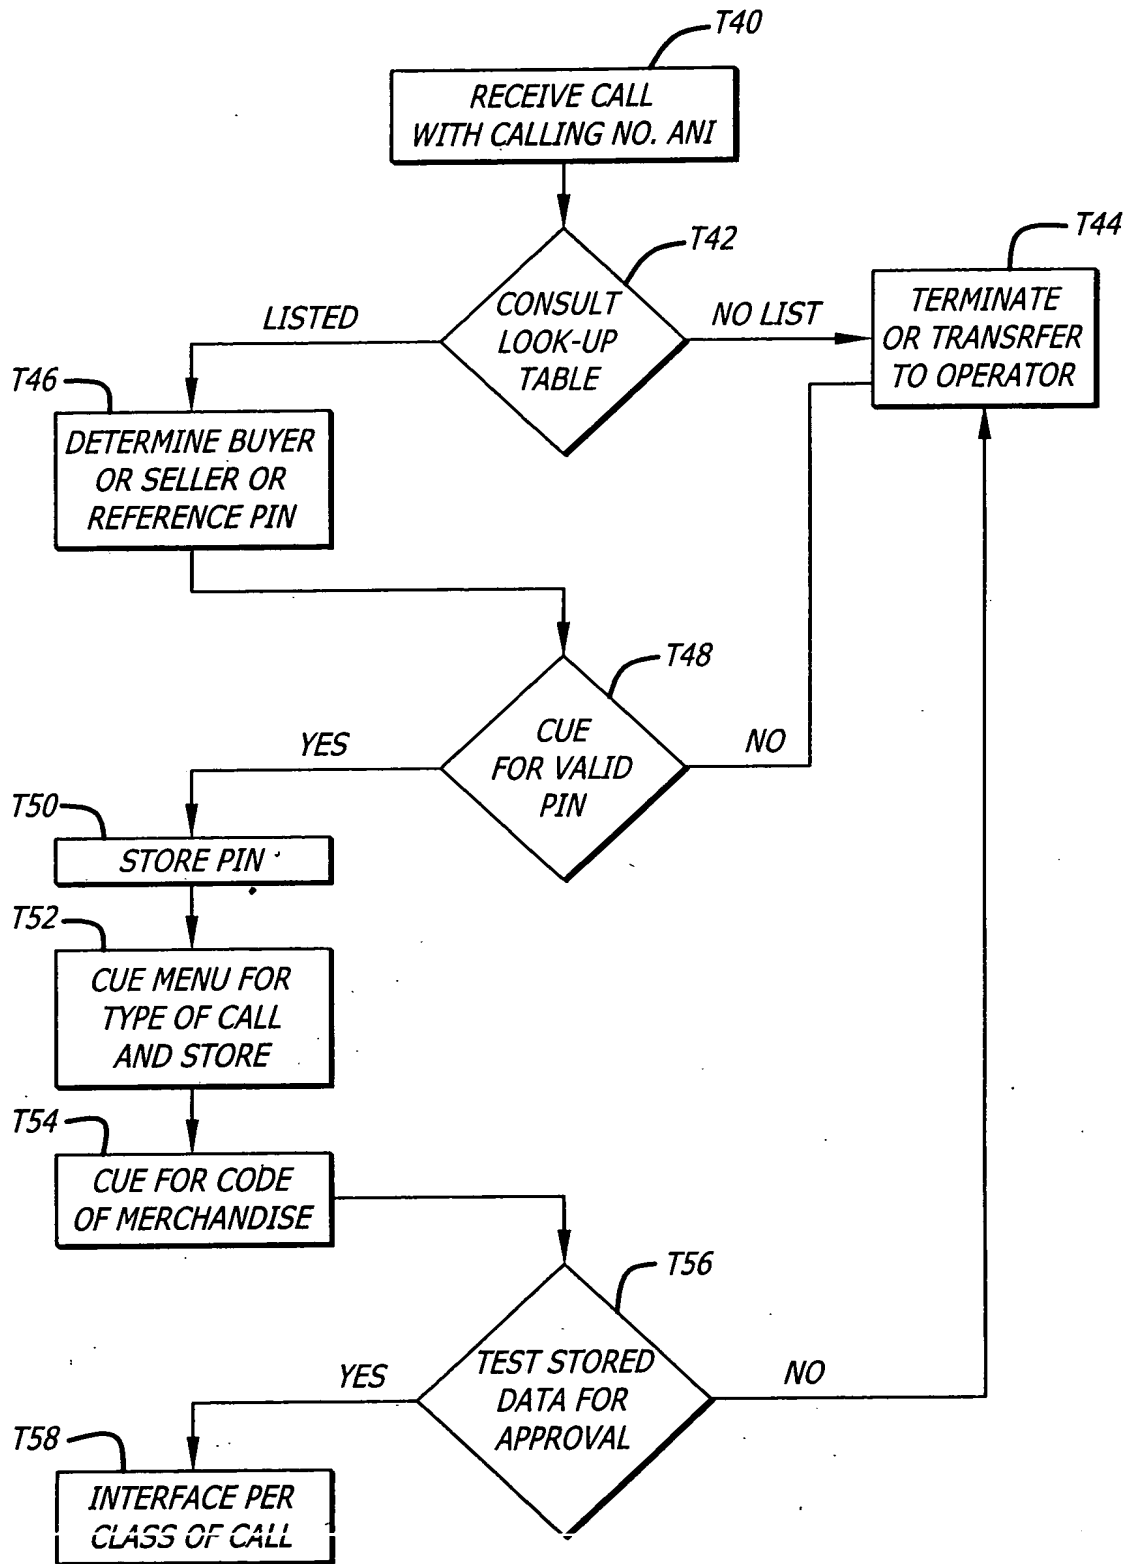 T40
RECEIVE CALL
WITH CALLING NO. ANI
T42
CONSULT
LOOK-UP
TABLE
LISTED
NO LIST
T44
TERMINATE
OR TRANSRFER
TO OPERATOR
T46
DETERMINE BUYER
OR SELLER OR
REFERENCE PIN
T48
CUE
FOR VALID
PIN
YES
NO
T50
STORE PIN
T52
CUE MENU FOR
TYPE OF CALL
AND STORE
T54
CUE FOR CODE
OF MERCHANDISE
T56
TEST STORED
DATA FOR
APPROVAL
YES
NO
T58
INTERFACE PER
CLASS OF CALL